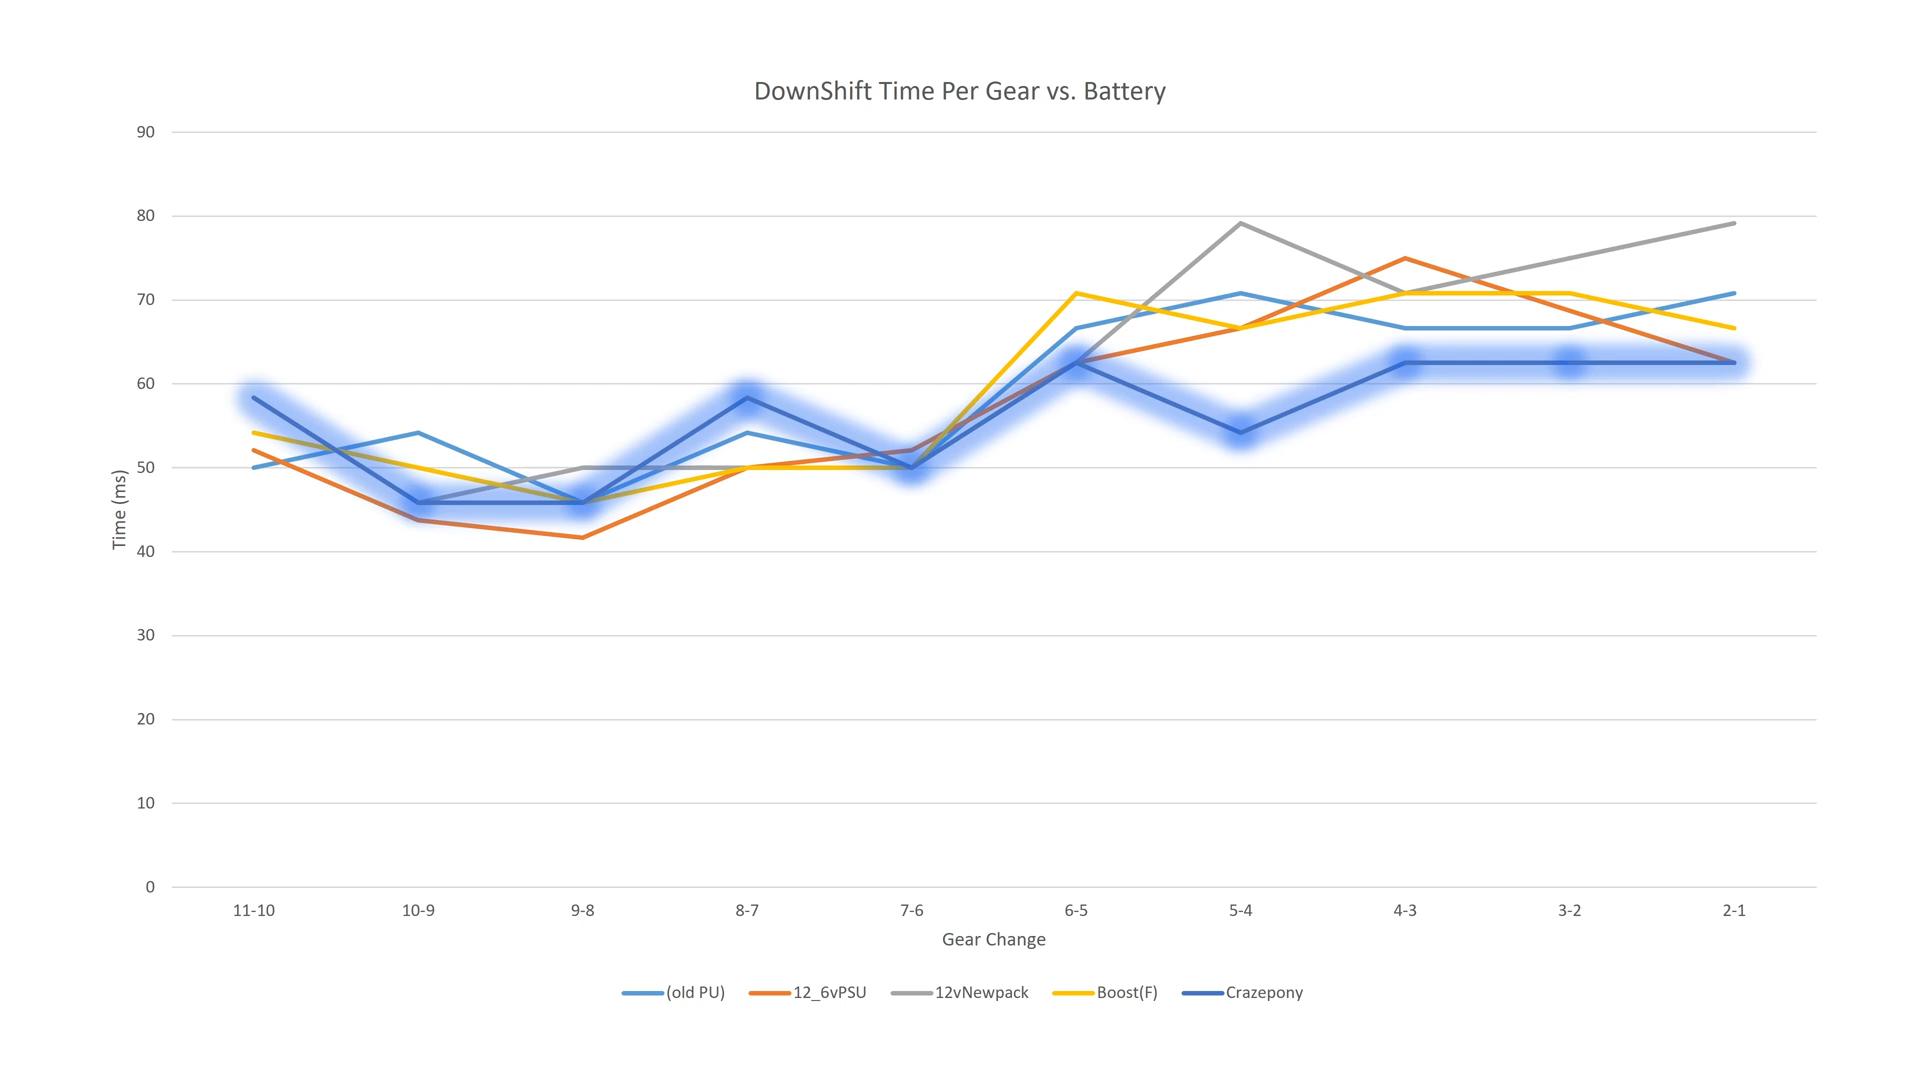 DownShift Time Per Gear vs. Battery
90
80
70
60
50
40
30
20
10
0
Time (ms)
11-10 10-9 9-8 8-7 7-6 6-5 5-4 4-3 3-2 2-1
Gear Change
(old PU) 12_6vPSU 12vNewpack Boost(F) Crazepony